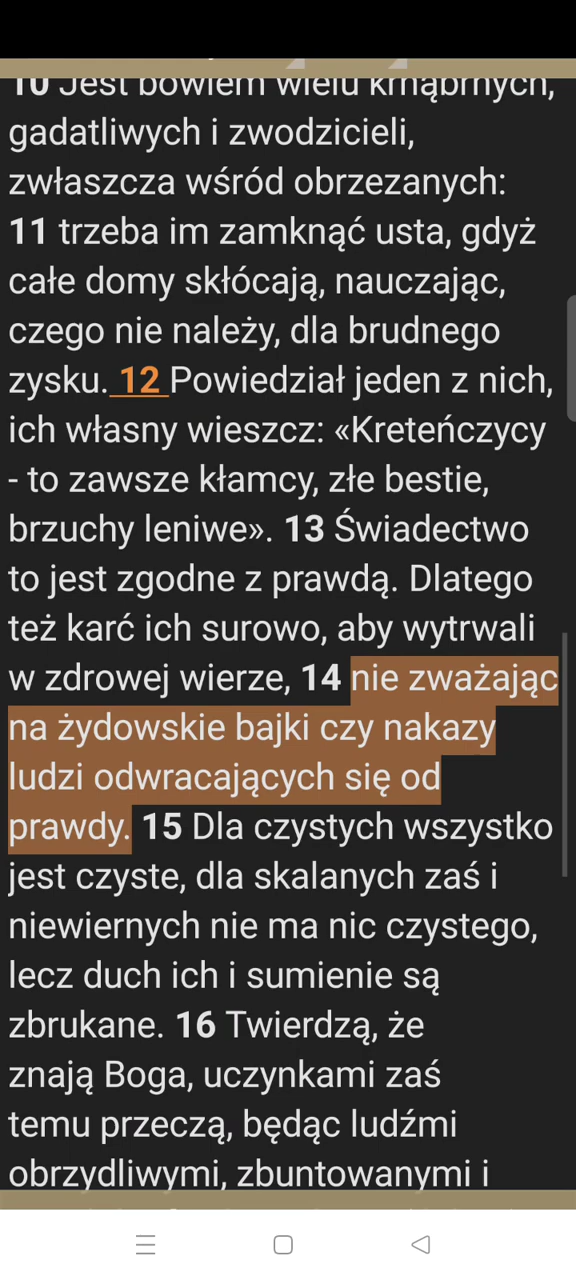 10 Jest bowiem wielu krnąbrnych,
gadatliwych i zwodzicieli,
zwłaszcza wśród obrzezanych:
11 trzeba im zamknąć usta, gdyż
całe domy skłócają, nauczając,
czego nie należy, dla brudnego
zysku. 12 Powiedział jeden z nich,
ich własny wieszcz: «Kreteńczycy
- to zawsze kłamcy, złe bestie,
brzuchy leniwe». 13 Świadectwo
to jest zgodne z prawdą. Dlatego
też karć ich surowo, aby wytrwali
w zdrowej wierze, 14 nie zważając
na żydowskie bajki czy nakazy
ludzi odwracających się od
prawdy. 15 Dla czystych wszystko
jest czyste, dla skalanych zaś i
niewiernych nie ma nic czystego,
lecz duch ich i sumienie są
zbrukane. 16 Twierdzą, że
znają Boga, uczynkami zaś
temu przeczą, będąc ludźmi
obrzydliwymi, zbuntowanymi i